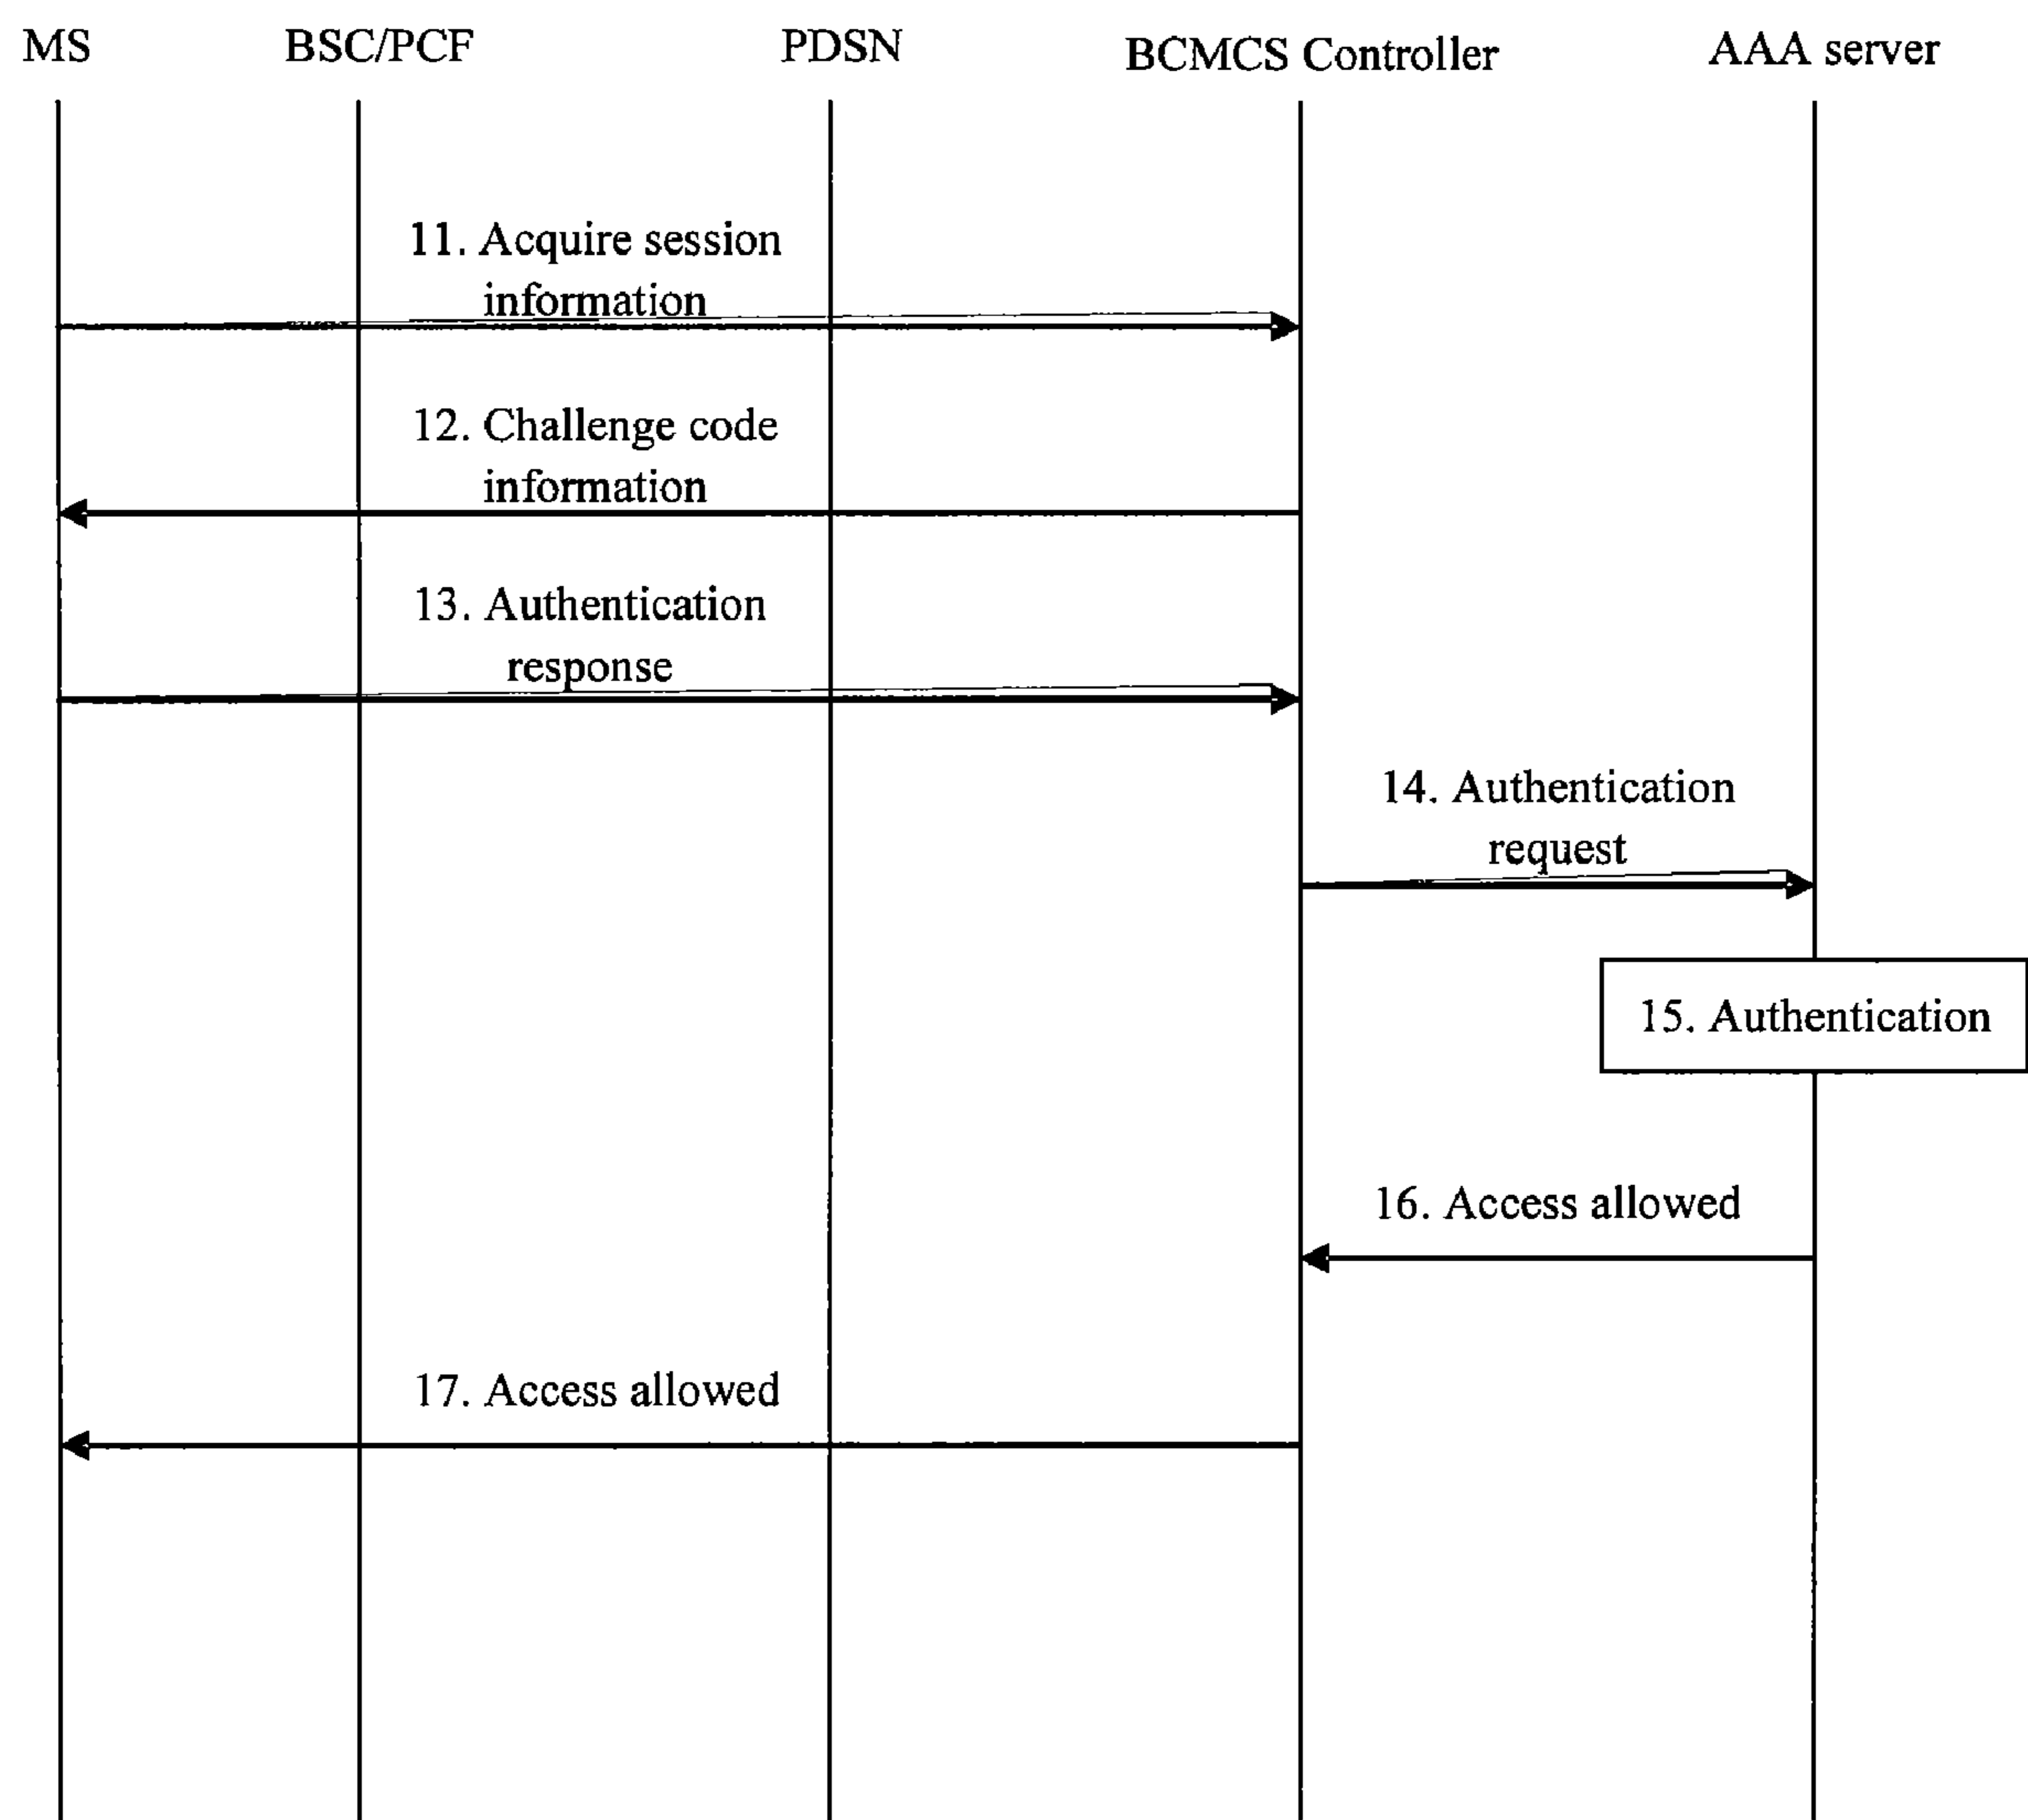 MS
BSC/PCF
PDSN
BCMCS Controller
AAA server
11. Acquire session
information
12. Challenge code
information
13. Authentication
response
14. Authentication
request
15. Authentication
16. Access allowed
17. Access allowed